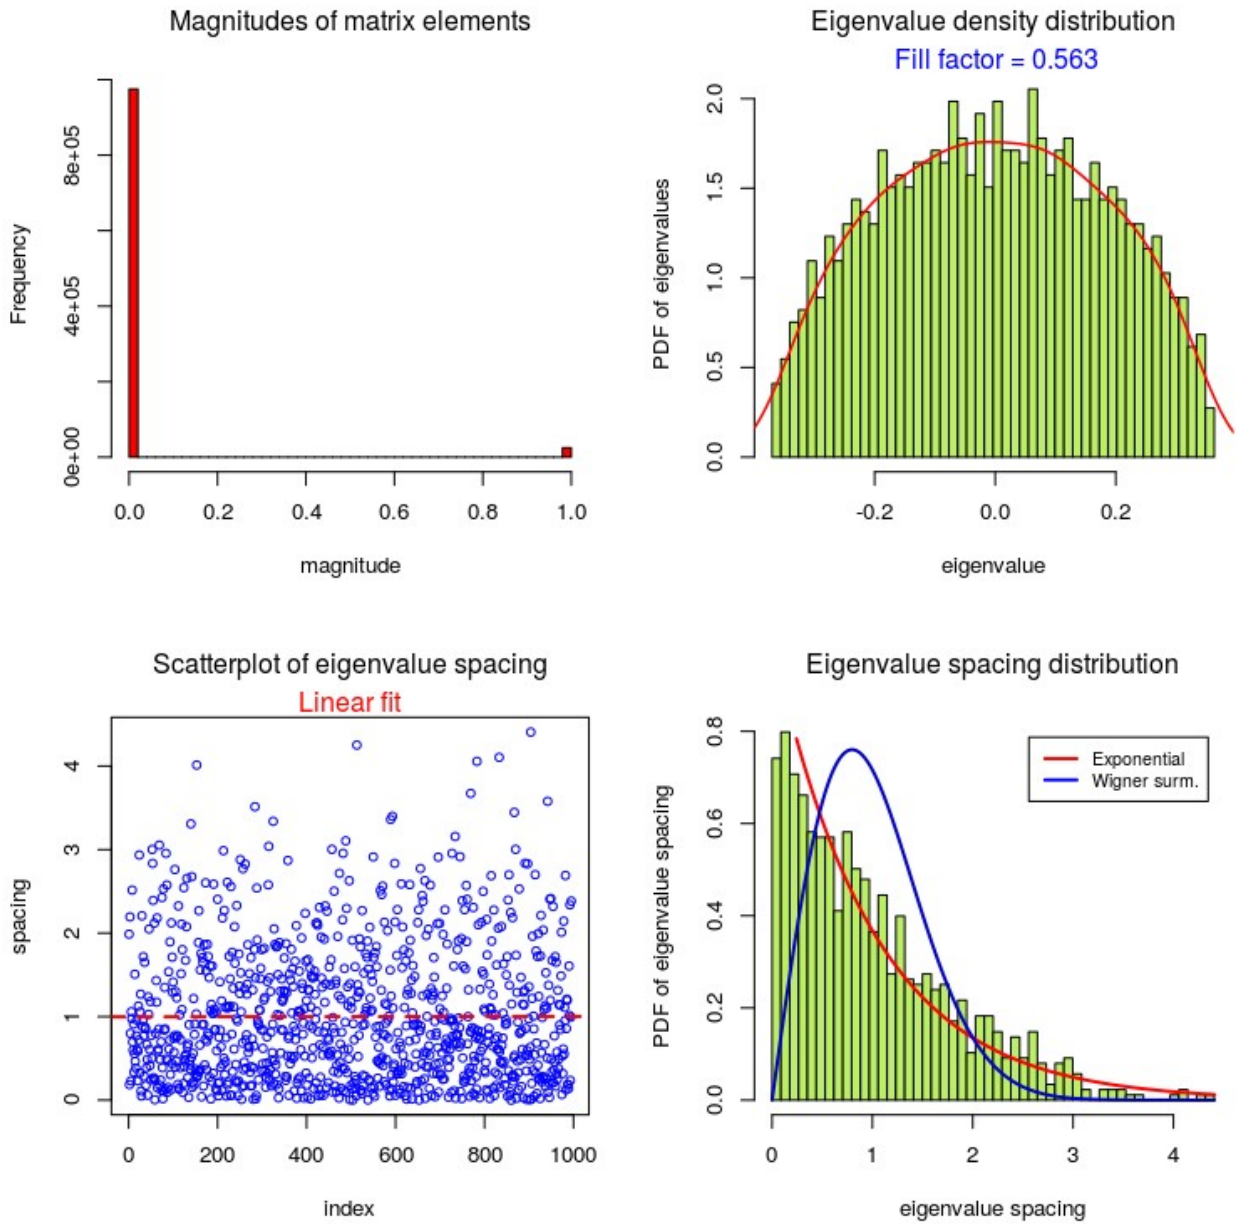 Magnitudes of matrix elements
Frequency
0e+00
4e+05
8e+05
0.0 0.2 0.4 0.6 0.8 1.0
magnitude
Eigenvalue density distribution
Fill factor = 0.563
PDF of eigenvalues
0.0
0.5
1.0
1.5
2.0
-0.2 0.0 0.2
eigenvalue
Scatterplot of eigenvalue spacing
Linear fit
spacing
4
3
2
1
0
0 200 400 600 800 1000
index
Eigenvalue spacing distribution
Exponential
Wigner surm.
PDF of eigenvalue spacing
0.0
0.2
0.4
0.6
0.8
0 1 2 3 4
eigenvalue spacing